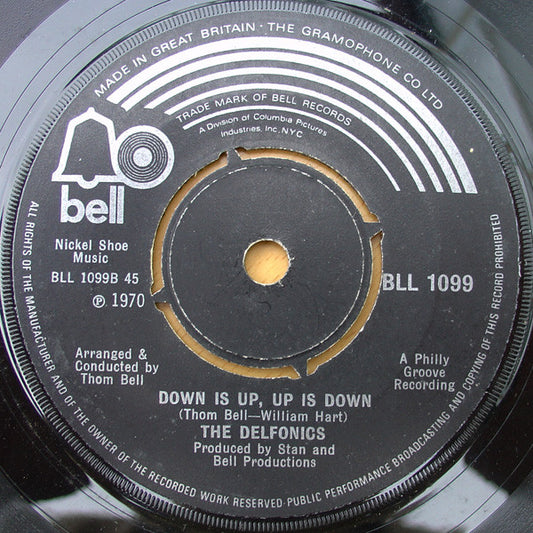 MADE IN GREAT BRITAIN · THE GRAMOPHONE CO LTD
TRADE MARK OF BELL RECORDS
A Division of Columbia Pictures
Industries, Inc. NYC
bell
Nickel Shoe
Music
BLL 1099B 45
℗ 1970
BLL 1099
Arranged &
Conducted by
Thom Bell
A Philly
Groove
Recording
DOWN IS UP, UP IS DOWN
(Thom Bell—William Hart)
THE DELFONICS
Produced by Stan and
Bell Productions
ALL RIGHTS OF THE MANUFACTURER AND OF THE OWNER OF THE RECORDED WORK RESERVED·PUBLIC PERFORMANCE BROADCASTING AND COPYING OF THIS RECORD PROHIBITED